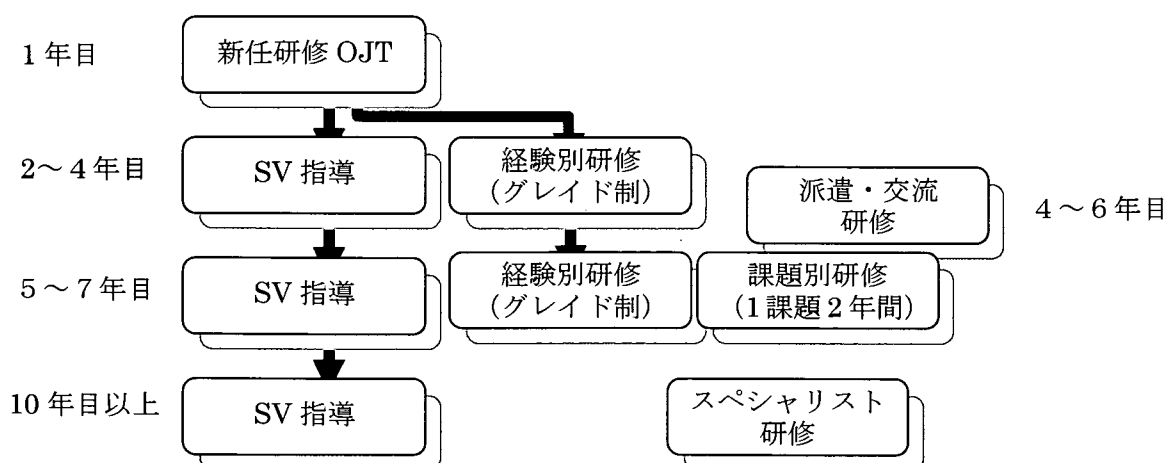 1年目
新任研修 OJT
2～4年目
SV 指導
経験別研修
(グレイド制)
派遣・交流
研修
4～6年目
5～7年目
SV 指導
経験別研修
(グレイド制)
課題別研修
(1課題2年間)
10年目以上
SV 指導
スペシャリスト
研修